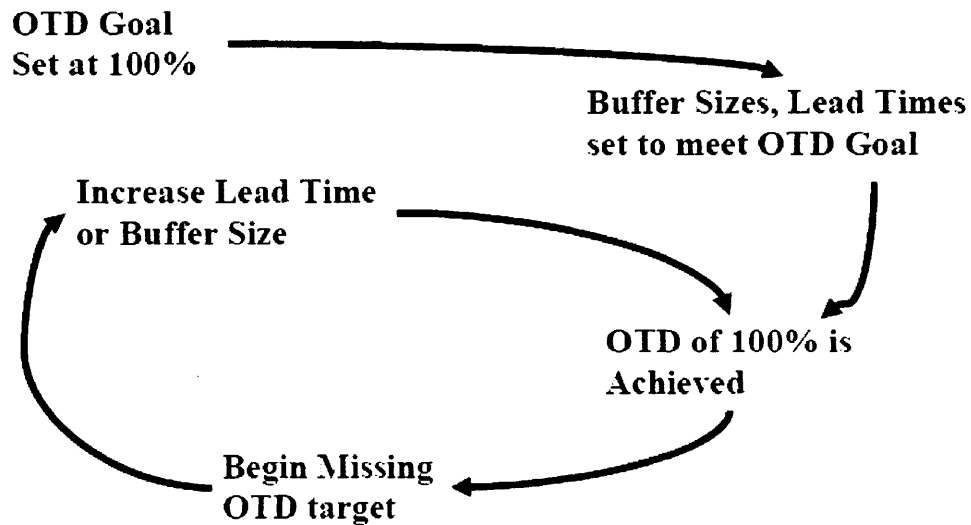 OTD Goal
Set at 100%
Buffer Sizes, Lead Times
set to meet OTD Goal
Increase Lead Time
or Buffer Size
OTD of 100% is
Achieved
Begin Missing
OTD target